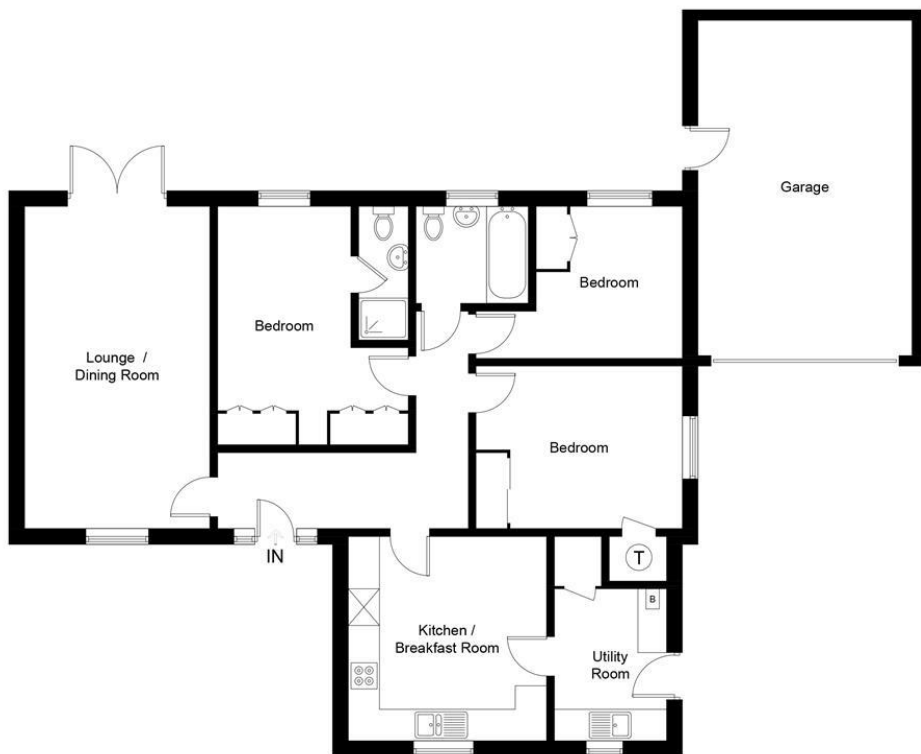 Garage
Bedroom
Bedroom
Lounge /
Dining Room
Bedroom
IN
T
B
Kitchen /
Breakfast Room
Utility
Room